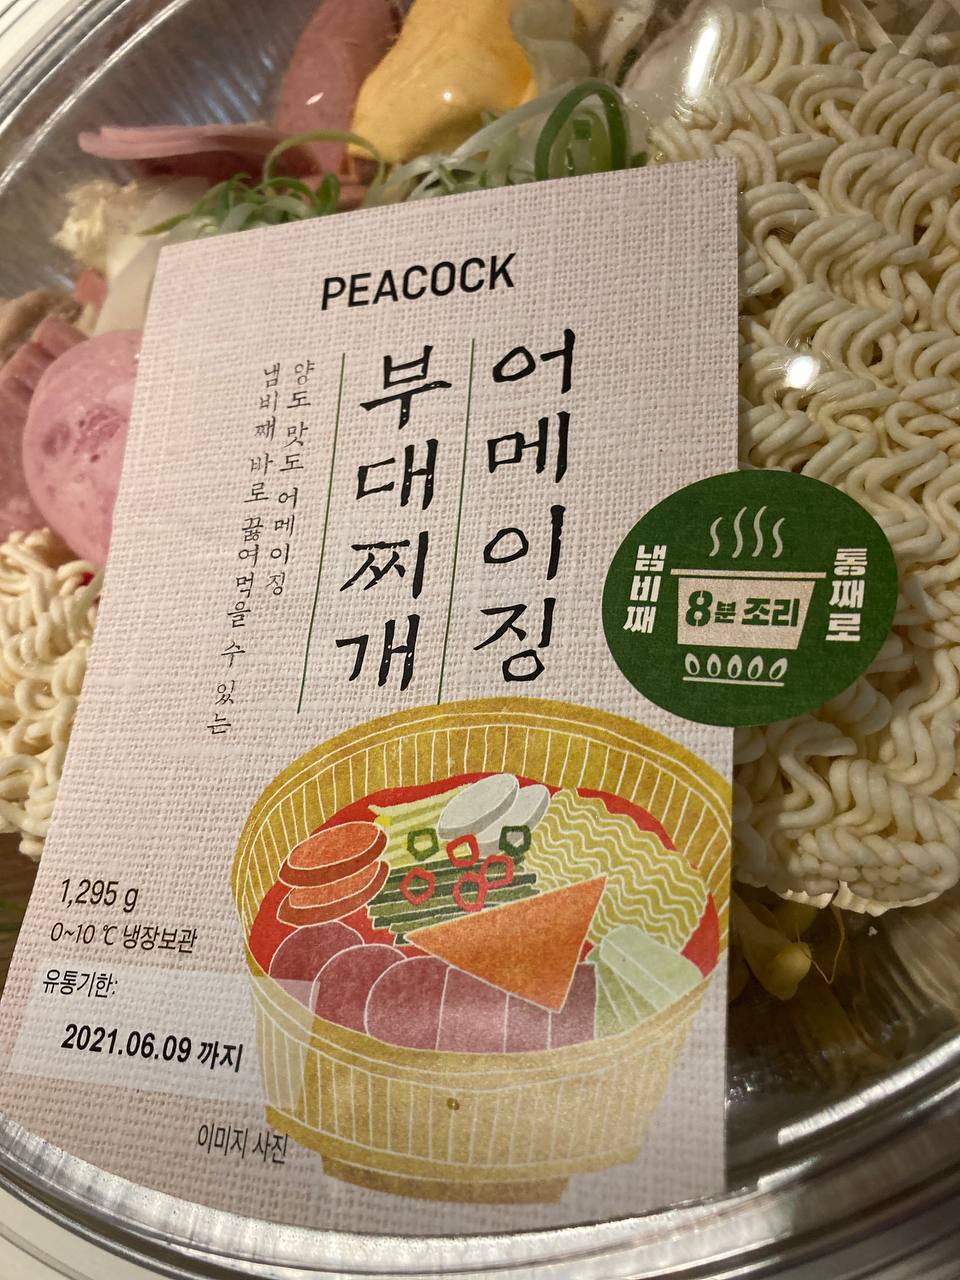 PEACOCK
어메이징
부대찌개
양도 맛도 어메이징
냄비째 바로 끓여먹을 수 있는
냄비째
통째로
8분 조리
1,295 g
0~10 ℃ 냉장보관
유통기한:
2021.06.09 까지
이미지 사진